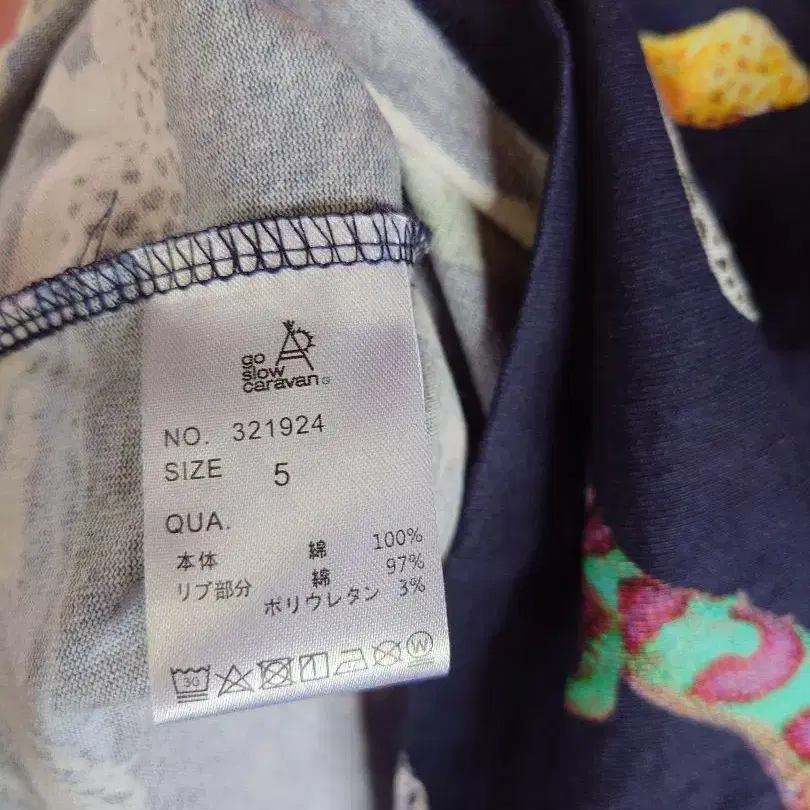 go
slow
caravan®
NO. 321924
SIZE 5
QUA.
本体 綿 100%
リブ部分 綿 97%
ポリウレタン 3%
30
W